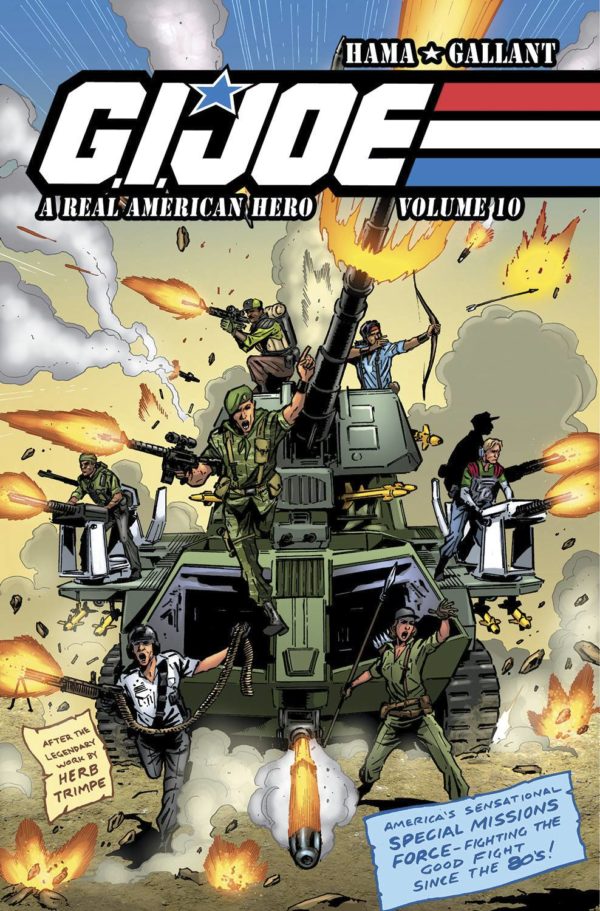 HAMA ★ GALLANT
G.I. JOE
A REAL AMERICAN HERO VOLUME 10
AFTER THE
LEGENDARY
WORK BY
HERB
TRIMPE
AMERICA'S SENSATIONAL
SPECIAL MISSIONS
FORCE-FIGHTING THE
GOOD FIGHT
SINCE THE 80'S!